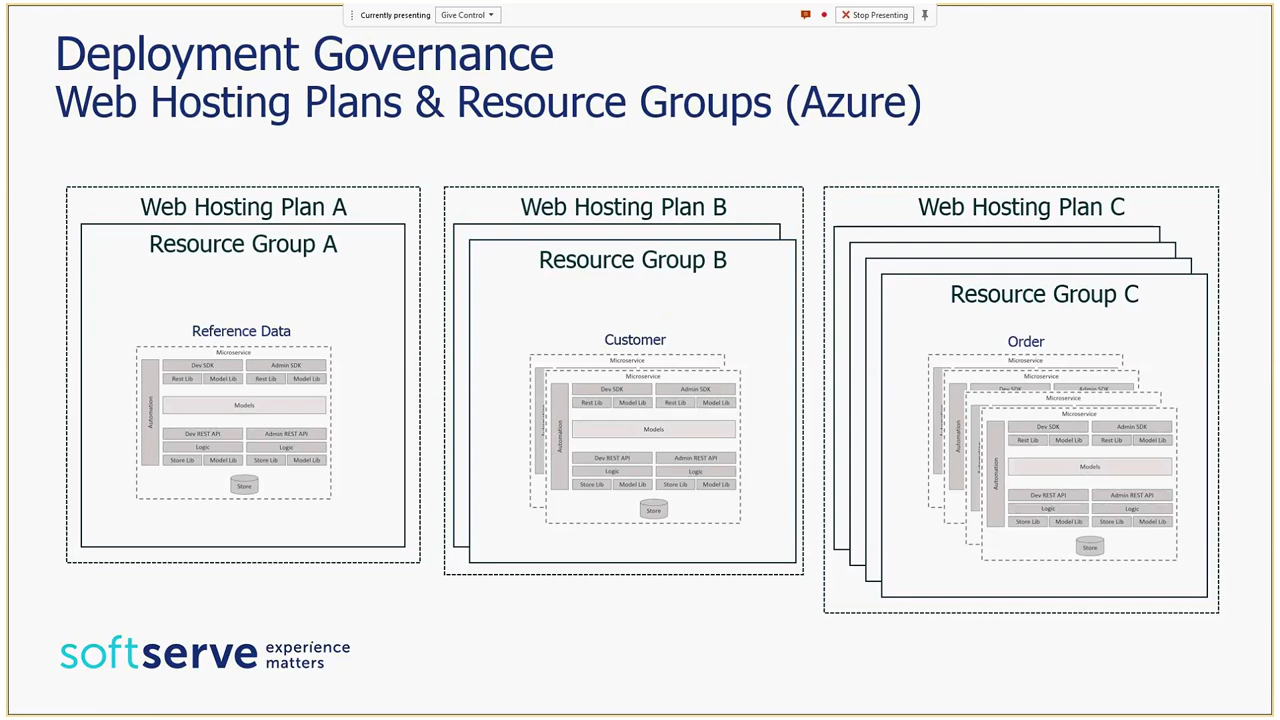 Currently presenting
Give Control
Stop Presenting
Deployment Governance
Web Hosting Plans & Resource Groups (Azure)
Web Hosting Plan A
Resource Group A
Reference Data
Microservice
Automation
Dev SDK
Admin SDK
Rest Lib
Model Lib
Rest Lib
Model Lib
Models
Dev REST API
Admin REST API
Logic
Logic
Store Lib
Model Lib
Store Lib
Model Lib
Store
Web Hosting Plan B
Resource Group B
Customer
Microservice
Microservice
Automation
Dev SDK
Admin SDK
Rest Lib
Model Lib
Rest Lib
Model Lib
Models
Dev REST API
Admin REST API
Logic
Logic
Store Lib
Model Lib
Store Lib
Model Lib
Store
Web Hosting Plan C
Resource Group C
Order
Microservice
Microservice
Dev SDK
Admin SDK
Automation
Microservice
Microservice
Automation
Dev SDK
Admin SDK
Rest Lib
Model Lib
Rest Lib
Model Lib
Models
Dev REST API
Admin REST API
Logic
Logic
Store Lib
Model Lib
Store Lib
Model Lib
Store
softserve
experience
matters